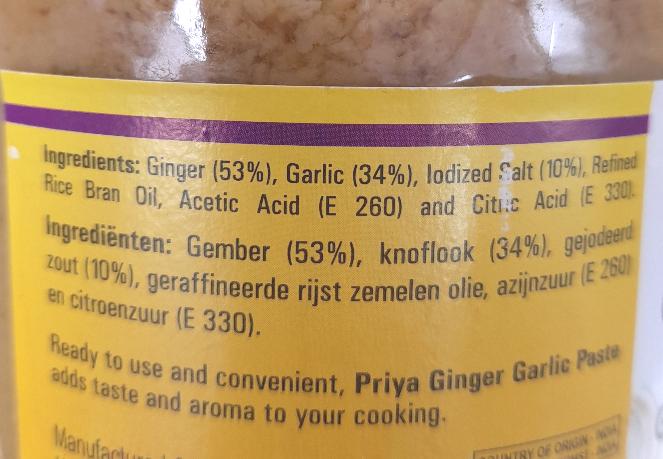 Ingredients: Ginger (53%), Garlic (34%), Iodized Salt (10%), Refined
Rice Bran Oil, Acetic Acid (E 260) and Citric Acid (E 330).
Ingrediënten: Gember (53%), knoflook (34%), gejodeerd
zout (10%), geraffineerde rijst zemelen olie, azijnzuur (E 260)
en citroenzuur (E 330).
Ready to use and convenient, Priya Ginger Garlic Paste
adds taste and aroma to your cooking.
COUNTRY OF ORIGIN - INDIA